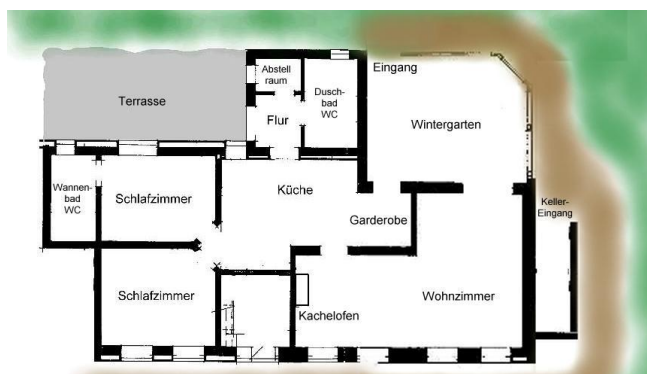 Eingang
Abstell
raum
Dusch-
bad
WC
Terrasse
Flur
Wintergarten
Küche
Wannen-
bad
WC
Schlafzimmer
Garderobe
Keller-
Eingang
Schlafzimmer
Wohnzimmer
Kachelofen